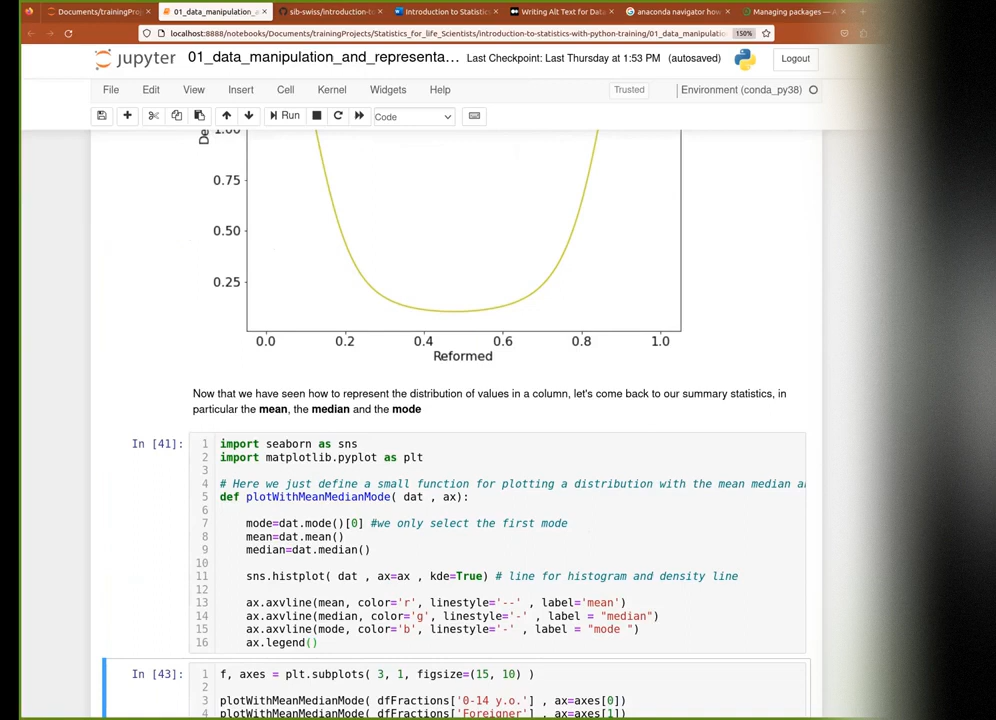 Documents/trainingProj 01_data_manipulation_a sib-swiss/introduction-t Introduction to Statistic Writing Alt Text for Data anaconda navigator how Managing packages —
localhost:8888/notebooks/Documents/trainingProjects/Statistics_for_life_Scientists/introduction-to-statistics-with-python-training/01_data_manipulatio 150%
jupyter 01_data_manipulation_and_representa... Last Checkpoint: Last Thursday at 1:53 PM (autosaved) Logout
File Edit View Insert Cell Kernel Widgets Help Trusted Environment (conda_py38)
Run Code
1.00
De
0.75
0.50
0.25
0.0 0.2 0.4 0.6 0.8 1.0
Reformed
Now that we have seen how to represent the distribution of values in a column, let's come back to our summary statistics, in
particular the mean, the median and the mode
In [41]:
1 import seaborn as sns
2 import matplotlib.pyplot as plt
3
4 # Here we just define a small function for plotting a distribution with the mean median a
5 def plotWithMeanMedianMode( dat , ax):
6
7 mode=dat.mode()[0] #we only select the first mode
8 mean=dat.mean()
9 median=dat.median()
10
11 sns.histplot( dat , ax=ax , kde=True) # line for histogram and density line
12
13 ax.axvline(mean, color='r', linestyle='--' , label='mean')
14 ax.axvline(median, color='g', linestyle='-' , label = "median")
15 ax.axvline(mode, color='b', linestyle='-' , label = "mode ")
16 ax.legend()
In [43]:
1 f, axes = plt.subplots( 3, 1, figsize=(15, 10) )
2
3 plotWithMeanMedianMode( dfFractions['0-14 y.o.'] , ax=axes[0])
4 plotWithMeanMedianMode( dfFractions['Foreigner'] , ax=axes[1])